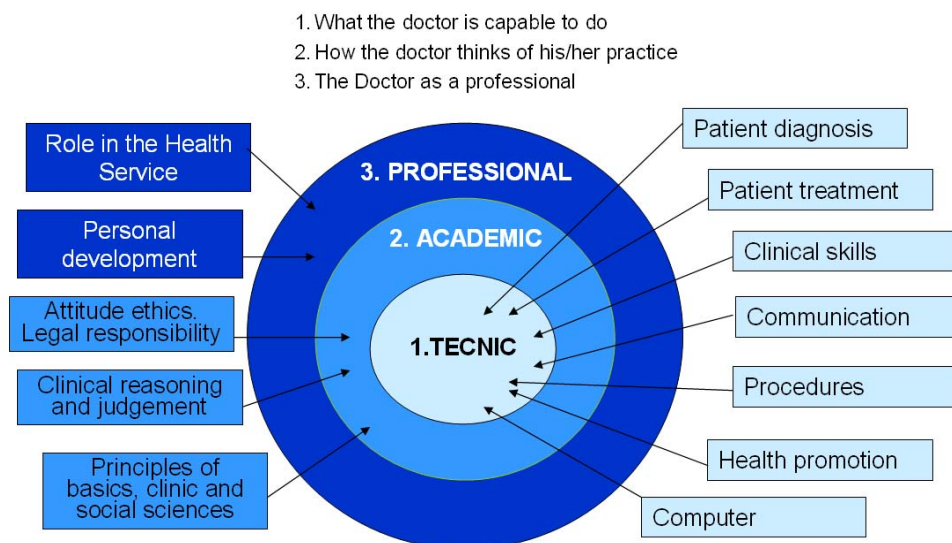 1. What the doctor is capable to do
2. How the doctor thinks of his/her practice
3. The Doctor as a professional
Role in the Health
Service
Personal
development
Attitude ethics.
Legal responsibility
Clinical reasoning
and judgement
Principles of
basics, clinic and
social sciences
3. PROFESSIONAL
2. ACADEMIC
1.TECNIC
Patient diagnosis
Patient treatment
Clinical skills
Communication
Procedures
Health promotion
Computer